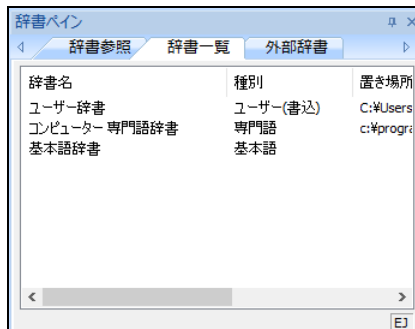 辞書ペイン
辞書参照 辞書一覧 外部辞書
辞書名 種別 置き場所
ユーザー辞書 ユーザー(書込) C:¥Users
コンピューター 専門語辞書 専門語 c:¥progra
基本語辞書 基本語
EJ